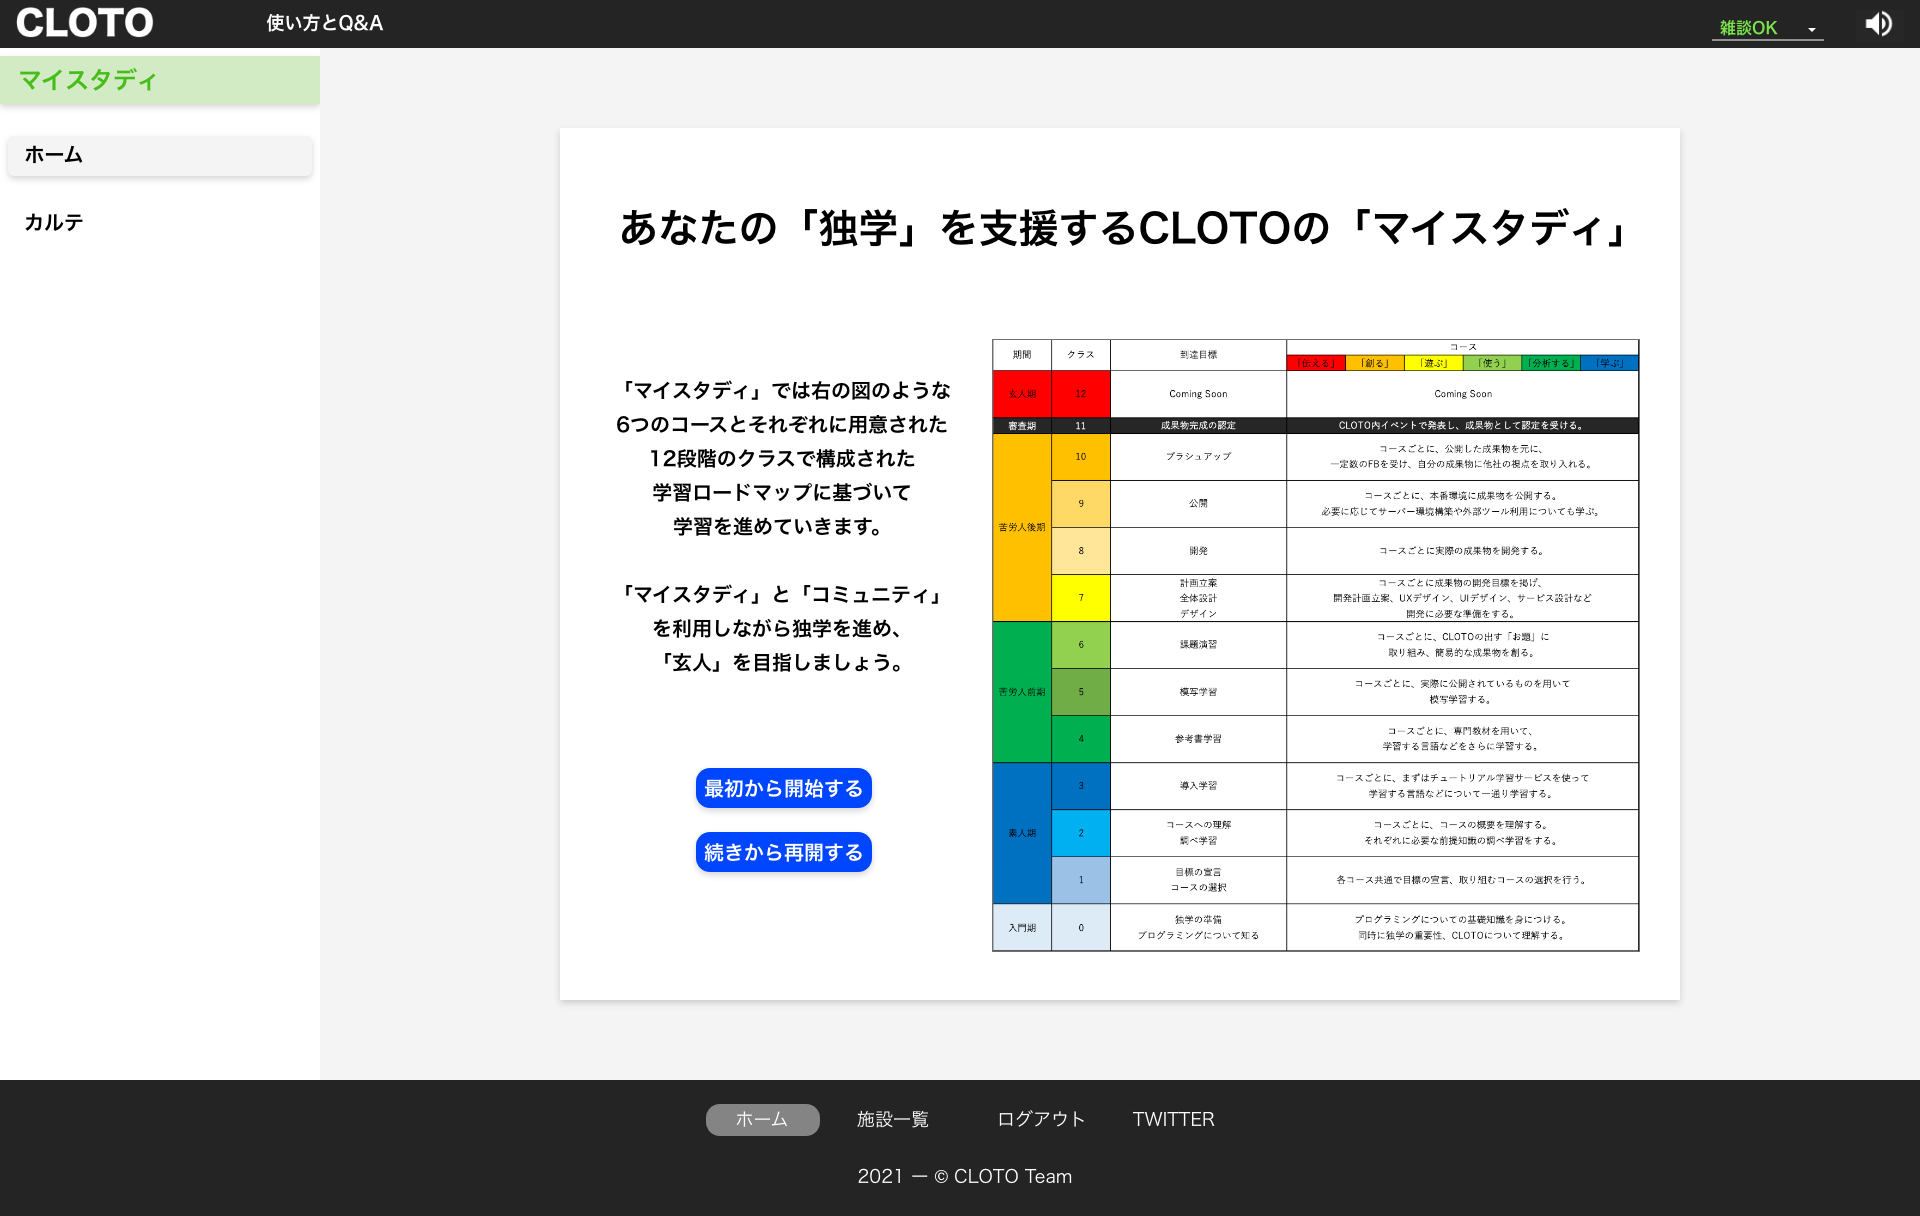 CLOTO
使い方とQ&A
雑談OK
マイスタディ
ホーム
カルテ
あなたの「独学」を支援するCLOTOの「マイスタディ」
「マイスタディ」では右の図のような
6つのコースとそれぞれに用意された
12段階のクラスで構成された
学習ロードマップに基づいて
学習を進めていきます。
「マイスタディ」と「コミュニティ」
を利用しながら独学を進め、
「玄人」を目指しましょう。
最初から開始する
続きから再開する
期間 クラス 到達目標 コース
「伝える」 「創る」 「遊ぶ」 「使う」 「分析する」 「学ぶ」
玄人期 12 Coming Soon Coming Soon
審査期 11 成果物完成の認定 CLOTO内イベントで発表し、成果物として認定を受ける。
苦労人後期
10 ブラシュアップ
コースごとに、公開した成果物を元に、
一定数のFBを受け、自分の成果物に他社の視点を取り入れる。
9 公開
コースごとに、本番環境に成果物を公開する。
必要に応じてサーバー環境構築や外部ツール利用についても学ぶ。
8 開発 コースごとに実際の成果物を開発する。
7
計画立案
全体設計
デザイン
コースごとに成果物の開発目標を掲げ、
開発計画立案、UXデザイン、UIデザイン、サービス設計など
開発に必要な準備をする。
苦労人前期
6 課題演習
コースごとに、CLOTOの出す「お題」に
取り組み、簡易的な成果物を創る。
5 模写学習
コースごとに、実際に公開されているものを用いて
模写学習する。
4 参考書学習
コースごとに、専門教材を用いて、
学習する言語などをさらに学習する。
素人期
3 導入学習
コースごとに、まずはチュートリアル学習サービスを使って
学習する言語などについて一通り学習する。
2
コースへの理解
調べ学習
コースごとに、コースの概要を理解する。
それぞれに必要な前提知識の調べ学習をする。
1
目標の宣言
コースの選択
各コース共通で目標の宣言、取り組むコースの選択を行う。
入門期 0
独学の準備
プログラミングについて知る
プログラミングについての基礎知識を身につける。
同時に独学の重要性、CLOTOについて理解する。
ホーム 施設一覧 ログアウト TWITTER
2021 — © CLOTO Team